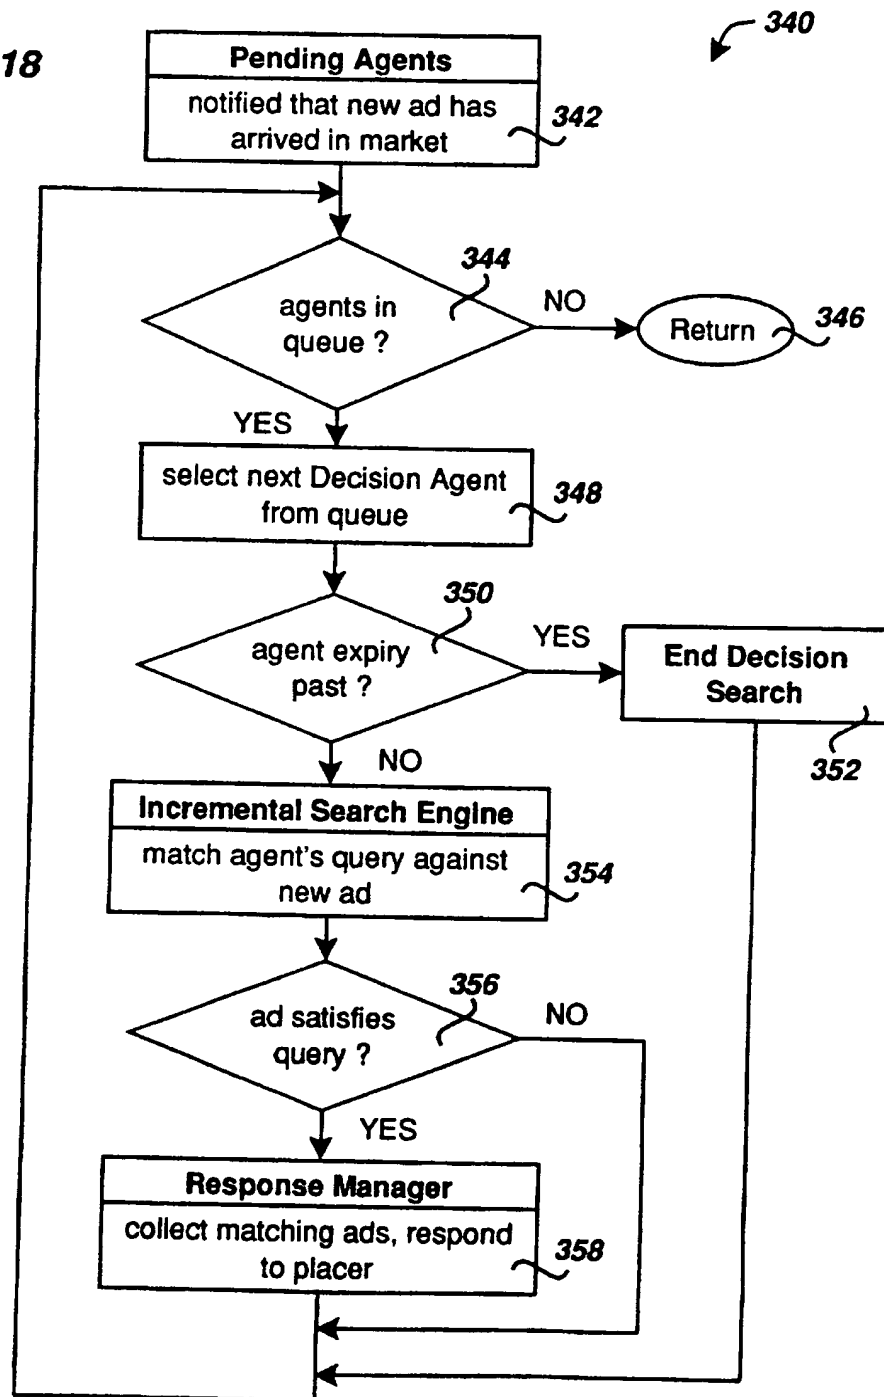 340
18
Pending Agents
notified that new ad has
arrived in market
342
344
agents in
queue ?
NO
Return
346
YES
select next Decision Agent
from queue
348
350
agent expiry
past ?
YES
End Decision
Search
352
NO
Incremental Search Engine
match agent's query against
new ad
354
356
ad satisfies
query ?
NO
YES
Response Manager
collect matching ads, respond
to placer
358